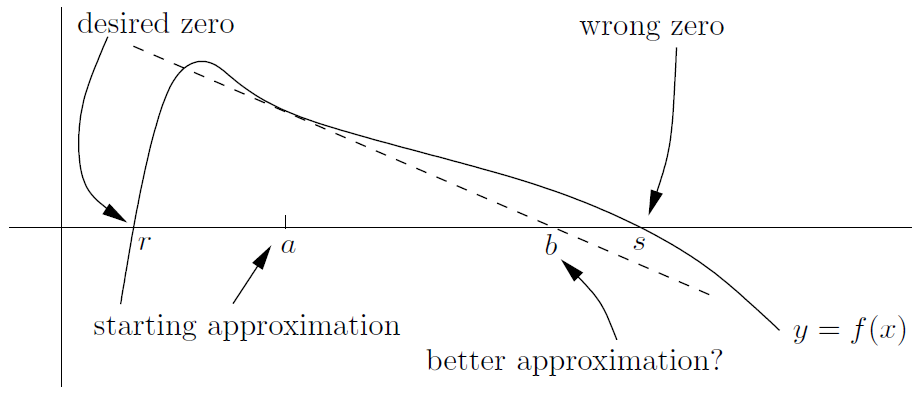 desired zero
wrong zero
r
a
b
s
starting approximation
y = f(x)
better approximation?